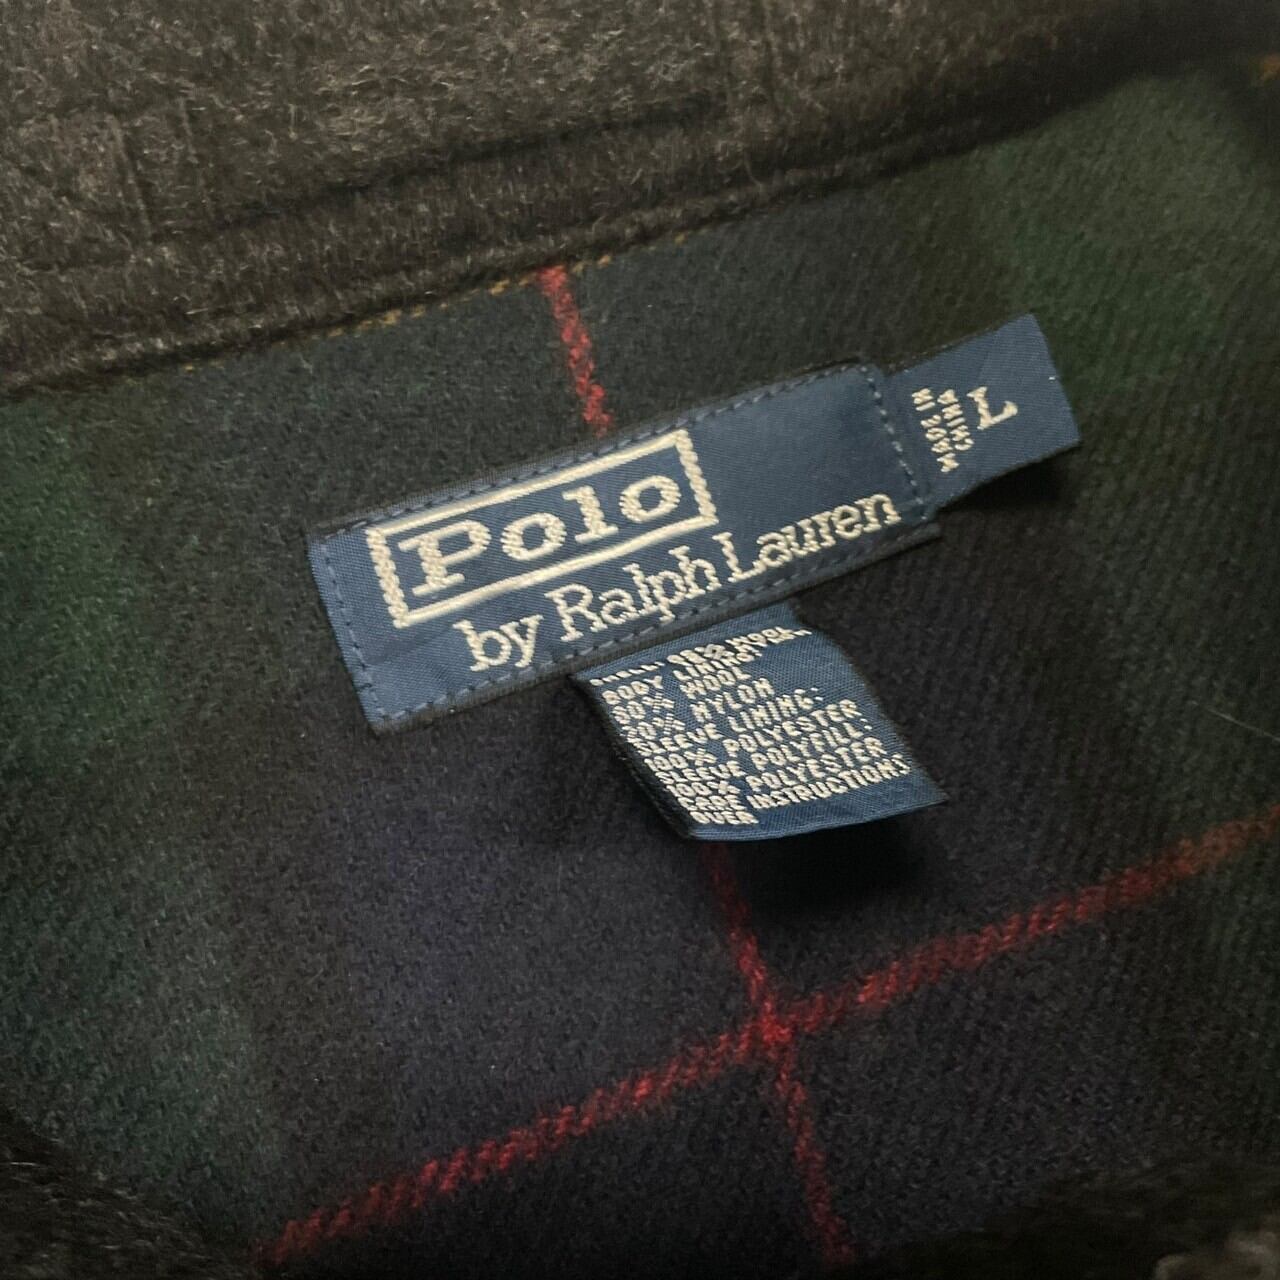 Polo
by Ralph Lauren
L
MADE IN
CHINA
BODY LINING
80% WOOL
20% NYLON
SLEEVE LINING:
100% POLYESTER
SLEEVE POLYFILL:
100% POLYESTER
CARE INSTRUCTIONS
OVER